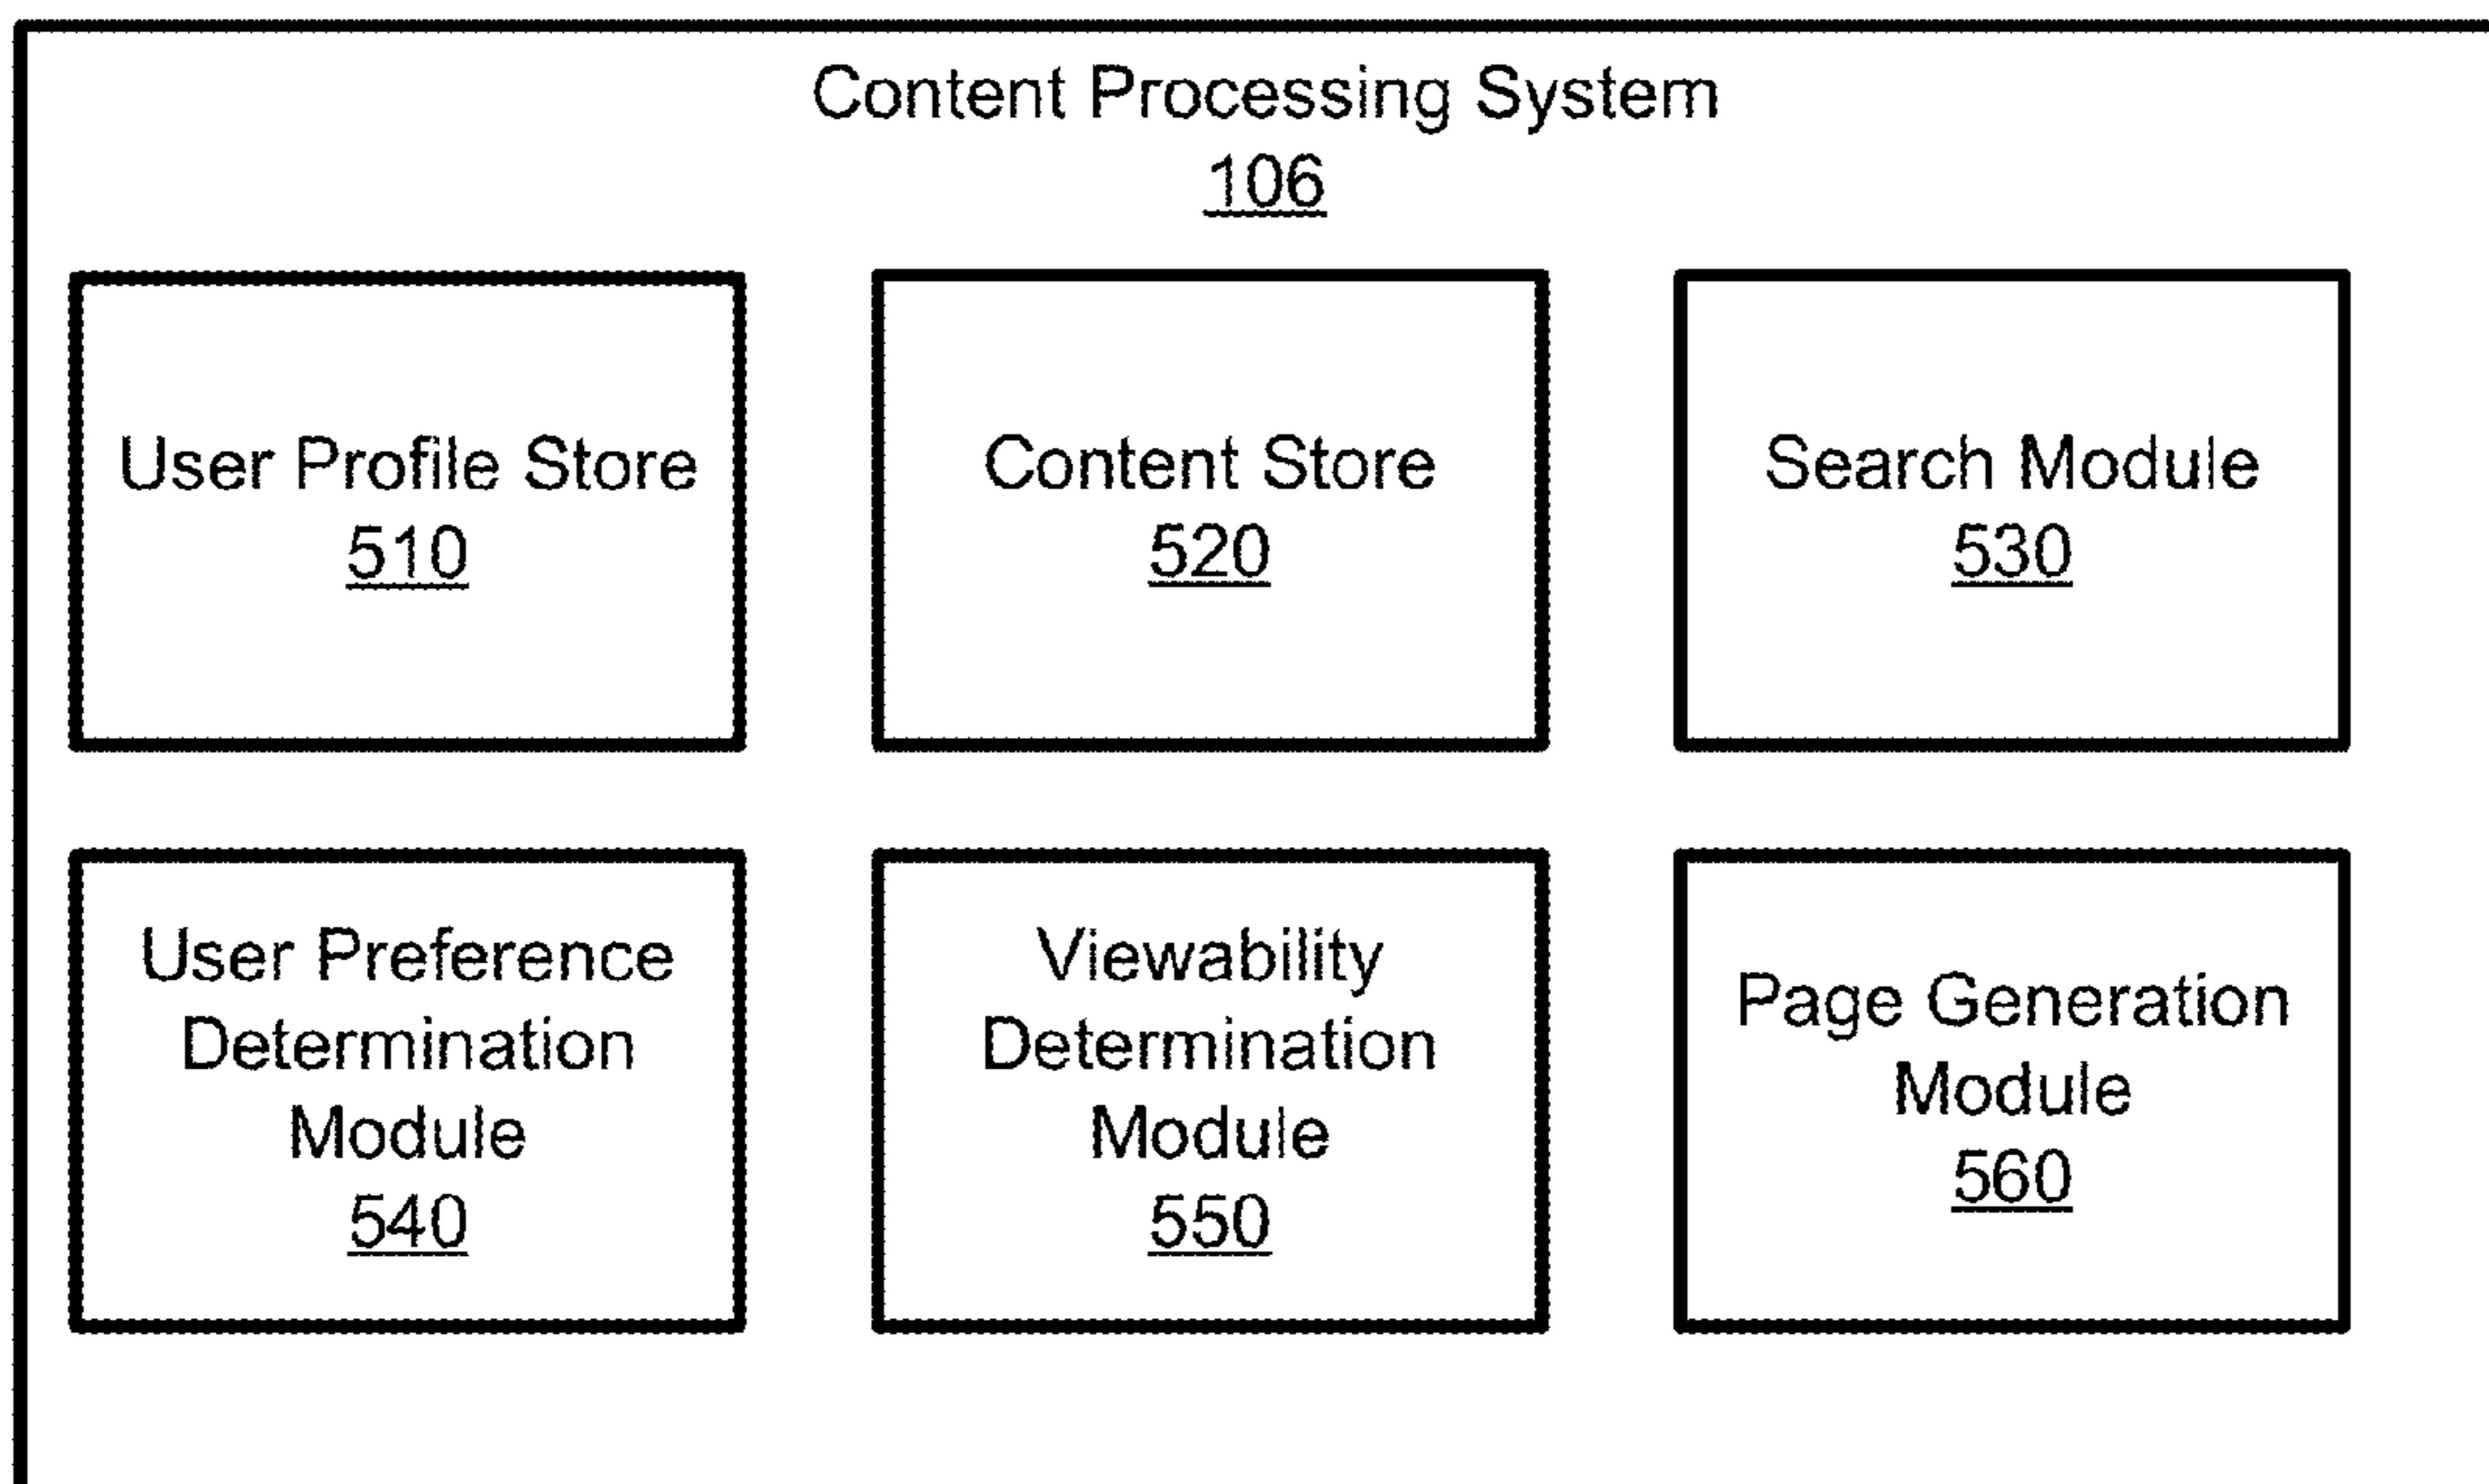 Content Processing System
106
User Profile Store
510
Content Store
520
Search Module
530
User Preference
Determination
Module
540
Viewability
Determination
Module
550
Page Generation
Module
560